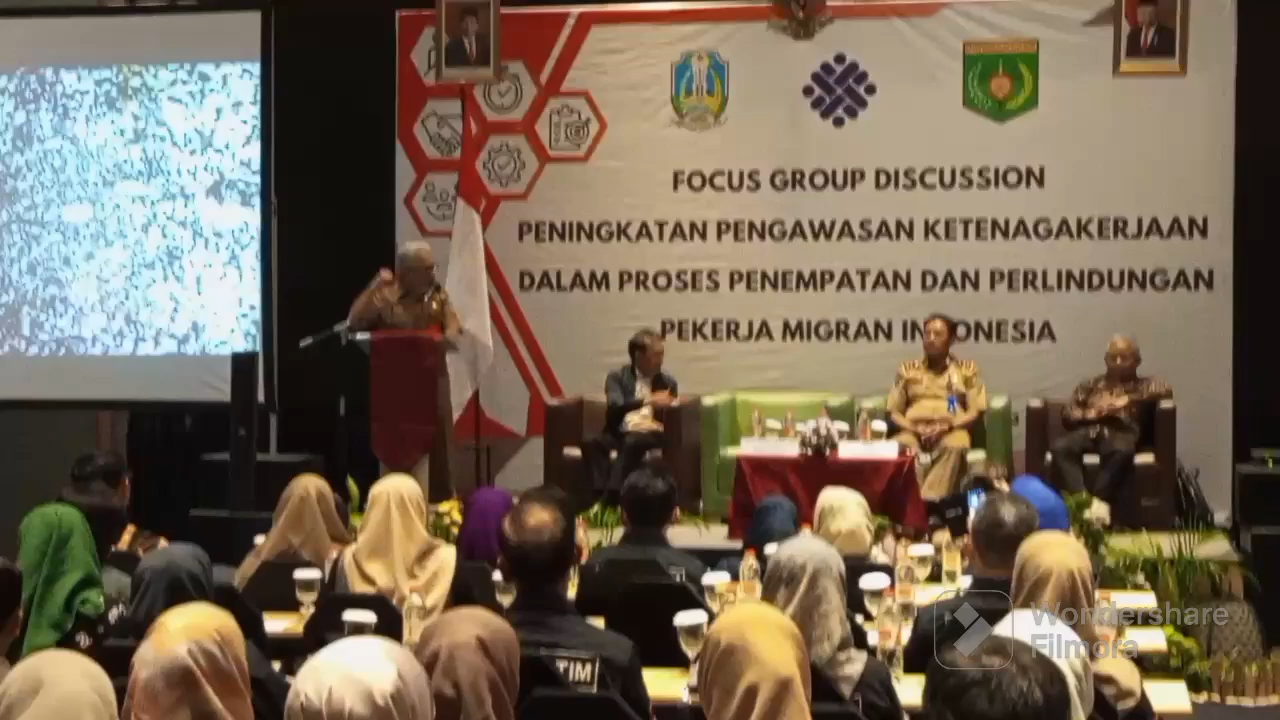 FOCUS GROUP DISCUSSION
PENINGKATAN PENGAWASAN KETENAGAKERJAAN
DALAM PROSES PENEMPATAN DAN PERLINDUNGAN
PEKERJA MIGRAN INDONESIA
TIM
Wondershare
Filmora